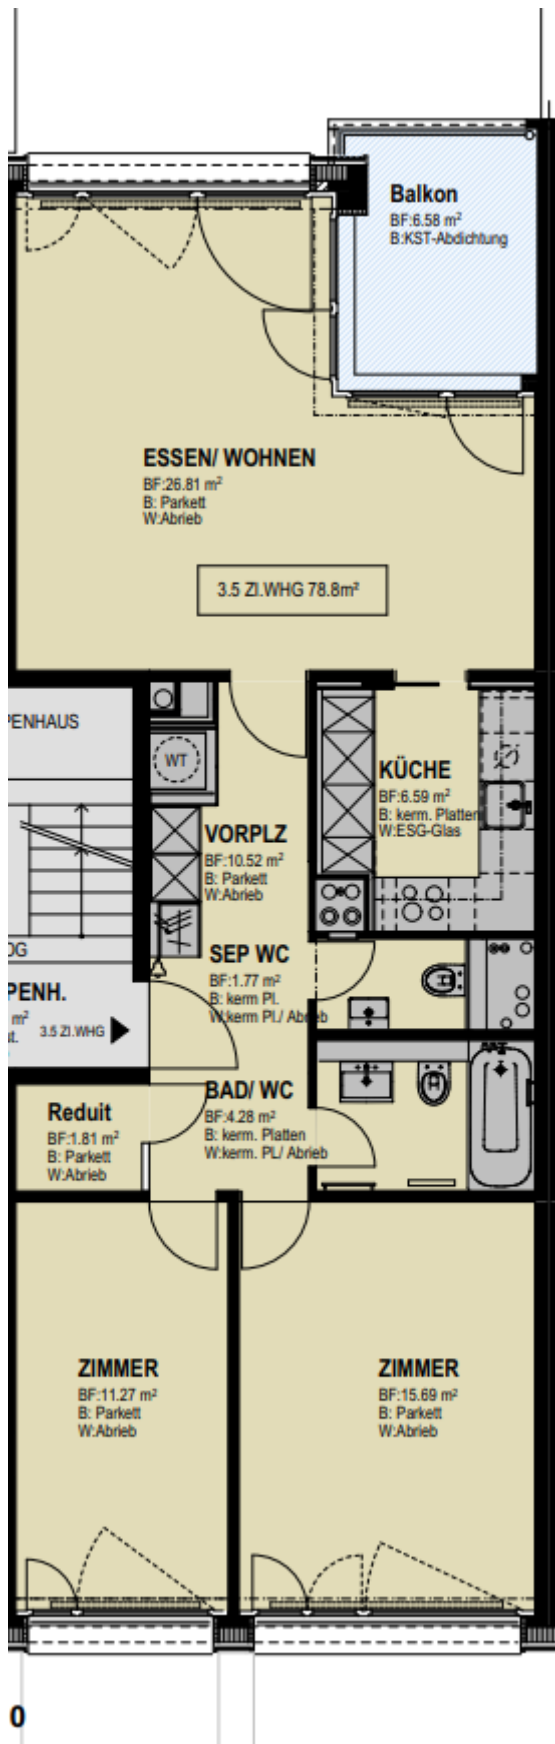 Balkon
BF:6.58 m²
B:KST-Abdichtung
ESSEN/ WOHNEN
BF:26.81 m²
B: Parkett
W:Abrieb
3.5 ZI.WHG 78.8m²
PENHAUS
WT
KÜCHE
BF:6.59 m²
B: kerm. Platten
W:ESG-Glas
VORPLZ
BF:10.52 m²
B: Parkett
W:Abrieb
OG
SEP WC
BF:1.77 m²
B: kerm Pl.
W:kerm Pl./ Abrieb
PENH.
m²
3.5 ZI.WHG
BAD/ WC
BF:4.28 m²
B: kerm. Platten
W:kerm. PL/ Abrieb
Reduit
BF:1.81 m²
B: Parkett
W:Abrieb
ZIMMER
BF:11.27 m²
B: Parkett
W:Abrieb
ZIMMER
BF:15.69 m²
B: Parkett
W:Abrieb
0